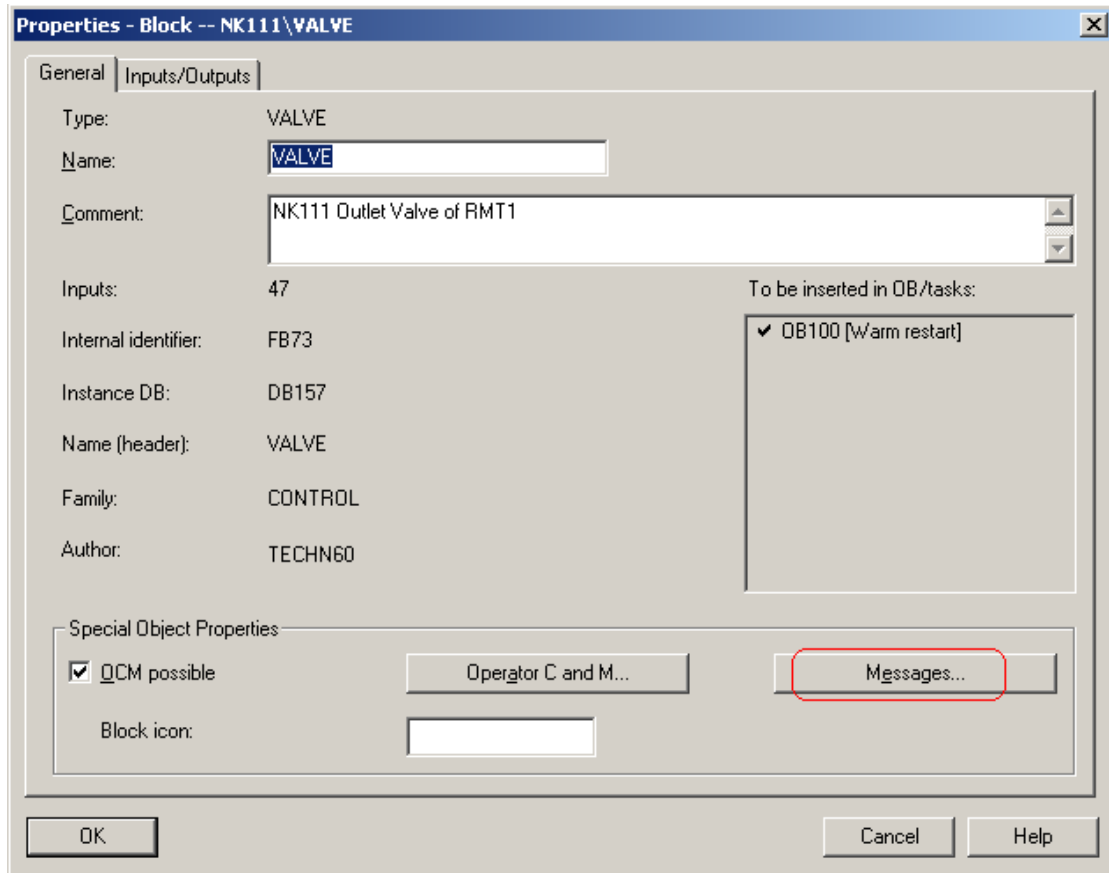 Properties - Block -- NK111\VALVE
General Inputs/Outputs
Type: VALVE
Name: VALVE
Comment: NK111 Outlet Valve of RMT1
Inputs: 47 To be inserted in OB/tasks:
Internal identifier: FB73 OB100 [Warm restart]
Instance DB: DB157
Name (header): VALVE
Family: CONTROL
Author: TECHN60
Special Object Properties
OCM possible Operator C and M... Messages...
Block icon:
OK Cancel Help